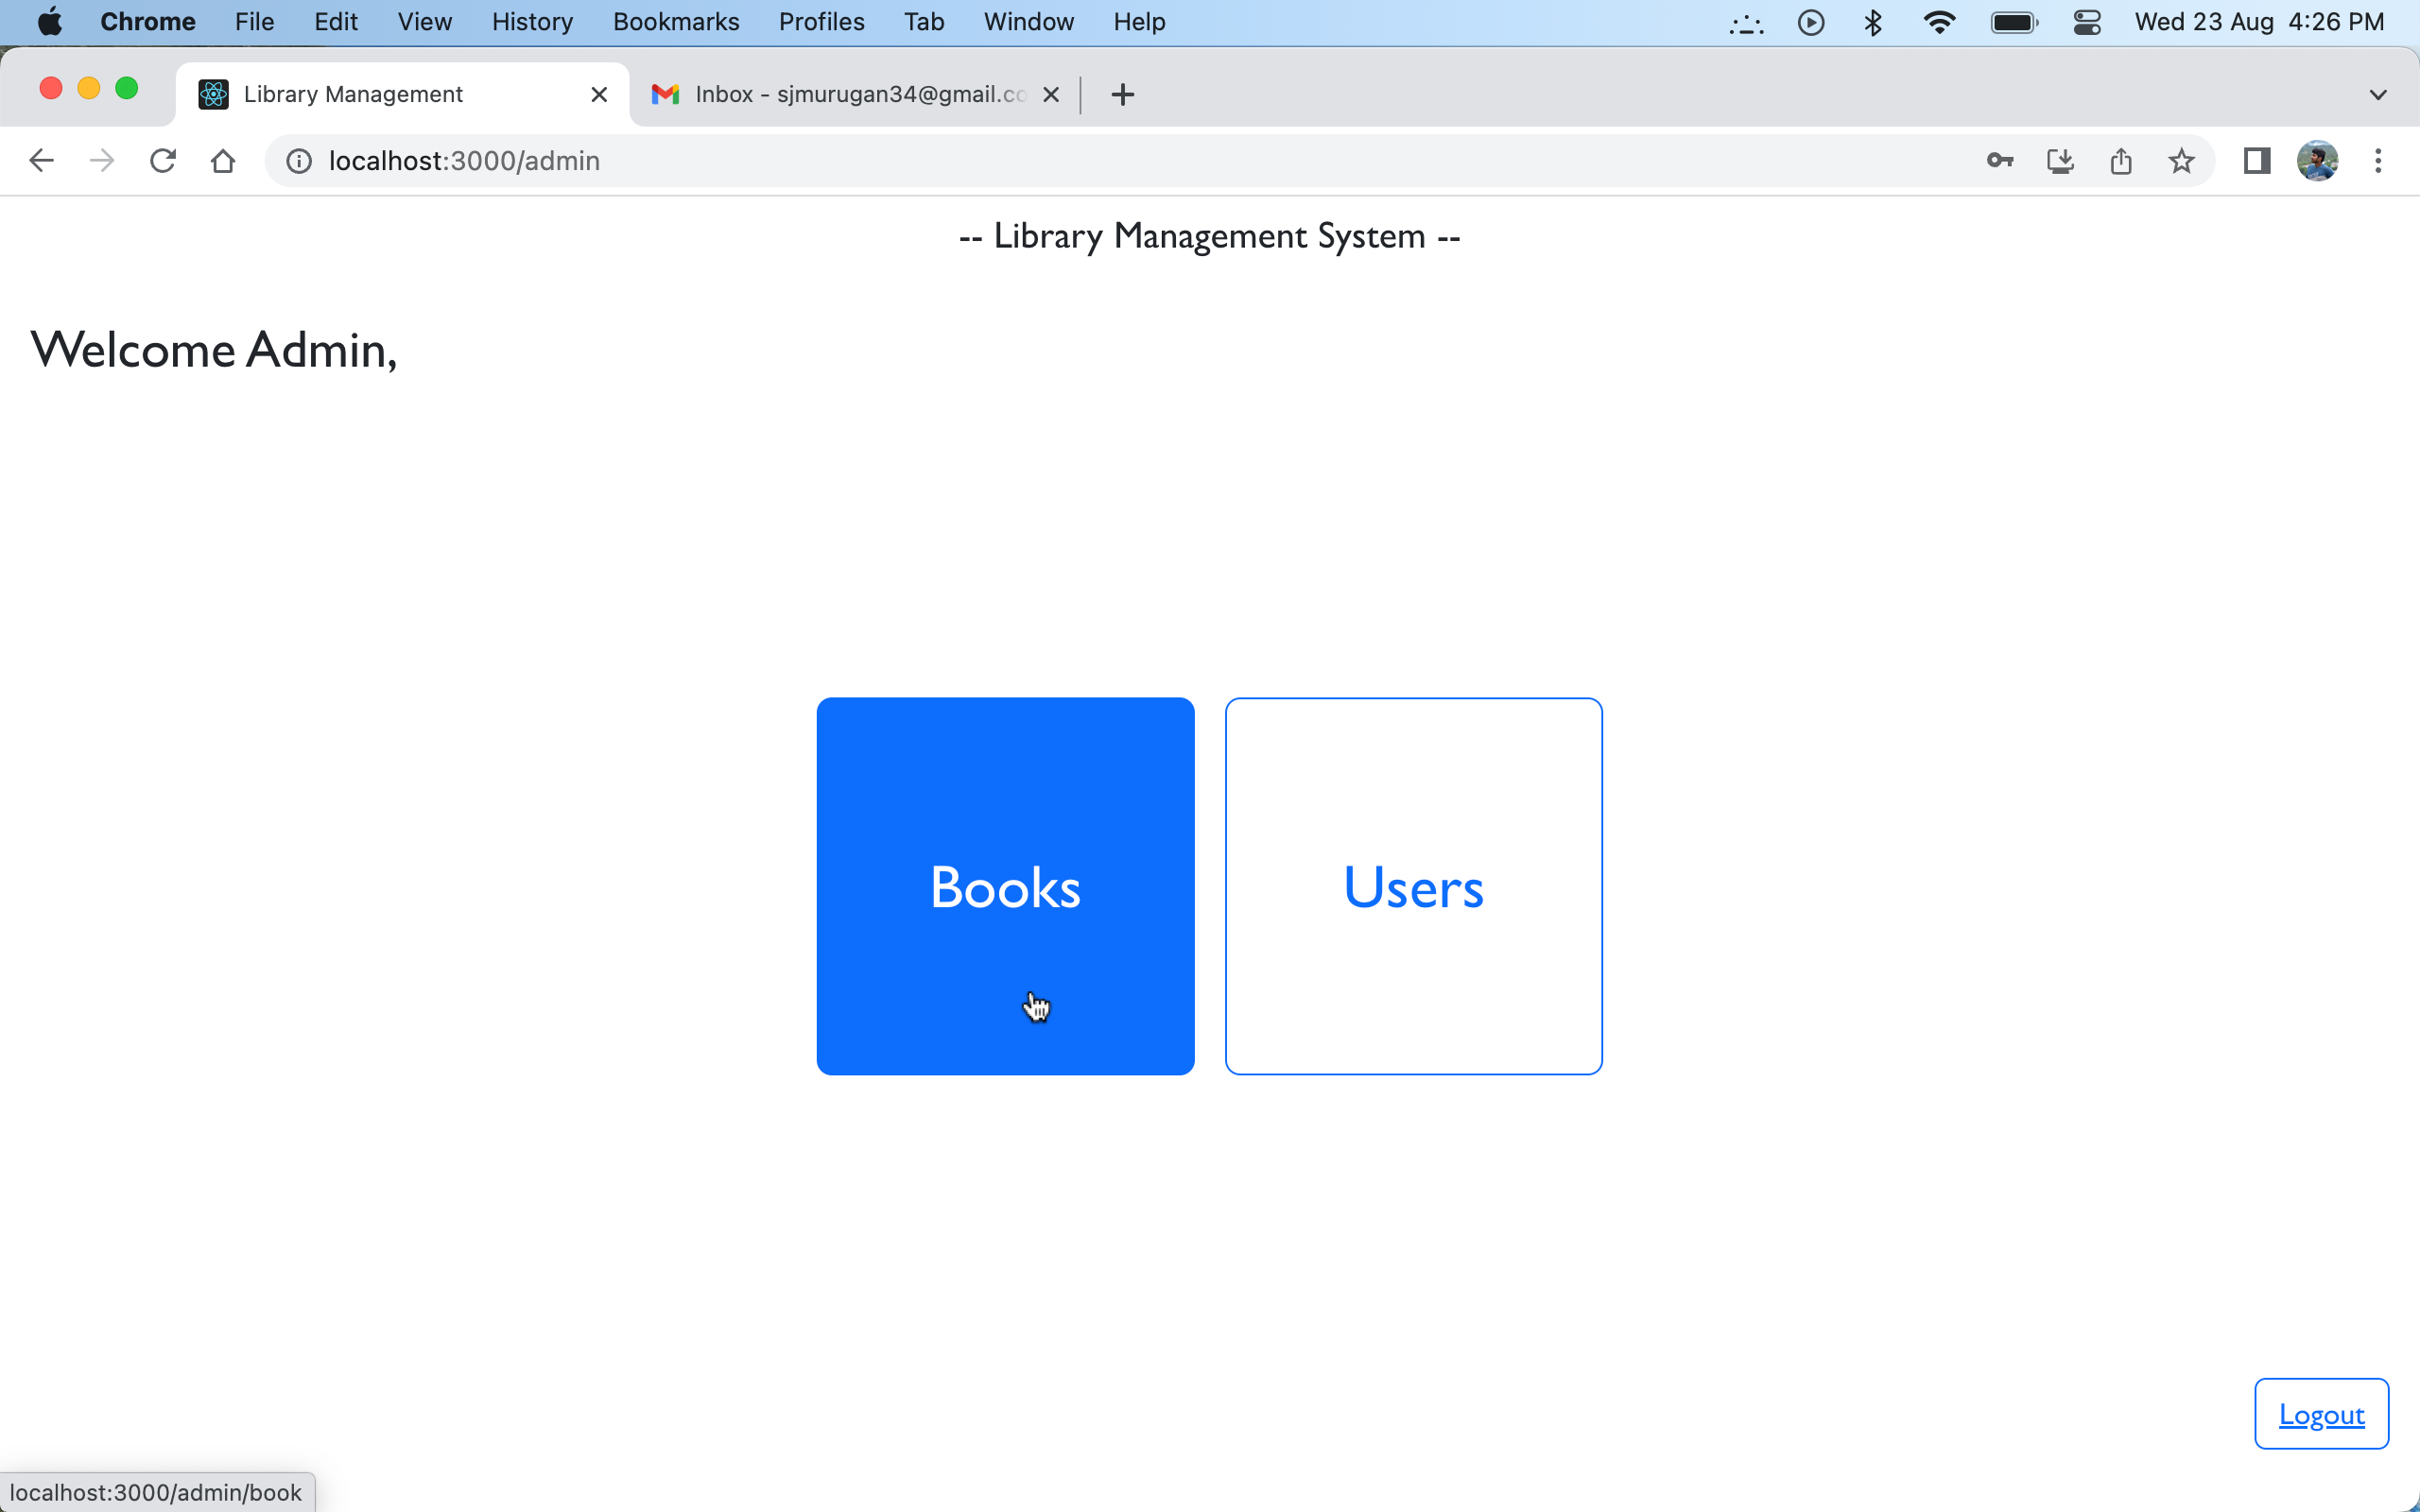 Chrome File Edit View History Bookmarks Profiles Tab Window Help Wed 23 Aug 4:26 PM
Library Management Inbox - sjmurugan34@gmail.co
localhost:3000/admin
-- Library Management System --
Welcome Admin,
Books Users
Logout
localhost:3000/admin/book